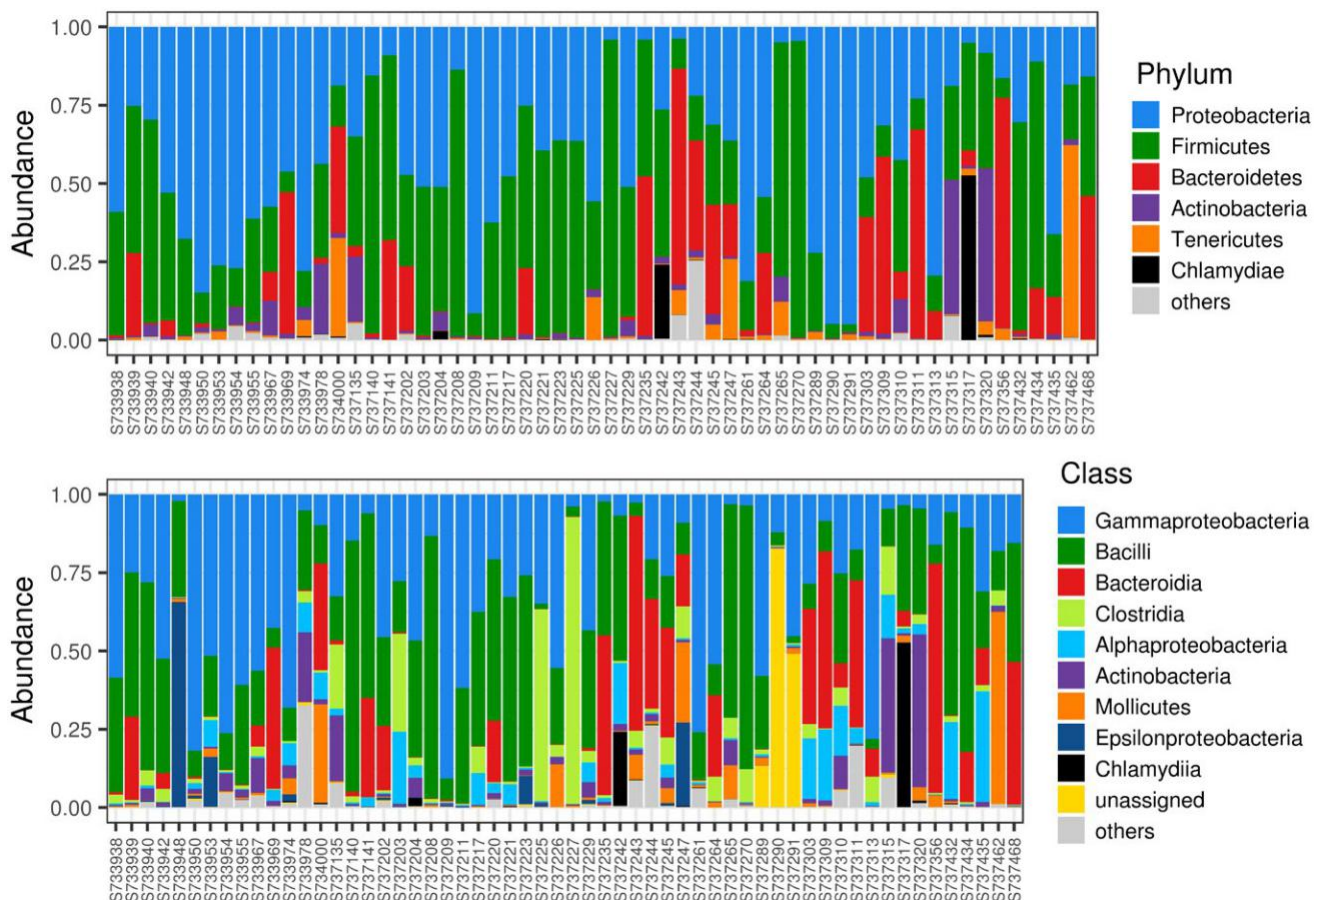 1.00
0.75
0.50
0.25
0.00
Abundance
S733938
S733939
S733940
S733942
S733948
S733950
S733953
S733954
S733955
S733967
S733969
S733974
S733978
S734000
S737135
S737140
S737141
S737202
S737203
S737204
S737208
S737209
S737211
S737217
S737220
S737221
S737223
S737225
S737226
S737227
S737229
S737235
S737242
S737243
S737244
S737245
S737247
S737261
S737264
S737265
S737270
S737289
S737290
S737291
S737303
S737309
S737310
S737311
S737313
S737315
S737317
S737320
S737356
S737432
S737434
S737435
S737462
S737468
Phylum
Proteobacteria
Firmicutes
Bacteroidetes
Actinobacteria
Tenericutes
Chlamydiae
others
1.00
0.75
0.50
0.25
0.00
Abundance
S733938
S733939
S733940
S733942
S733948
S733950
S733953
S733954
S733955
S733967
S733969
S733974
S733978
S734000
S737135
S737140
S737141
S737202
S737203
S737204
S737208
S737209
S737211
S737217
S737220
S737221
S737223
S737225
S737226
S737227
S737229
S737235
S737242
S737243
S737244
S737245
S737247
S737261
S737264
S737265
S737270
S737289
S737290
S737291
S737303
S737309
S737310
S737311
S737313
S737315
S737317
S737320
S737356
S737432
S737434
S737435
S737462
S737468
Class
Gammaproteobacteria
Bacilli
Bacteroidia
Clostridia
Alphaproteobacteria
Actinobacteria
Mollicutes
Epsilonproteobacteria
Chlamydiia
unassigned
others